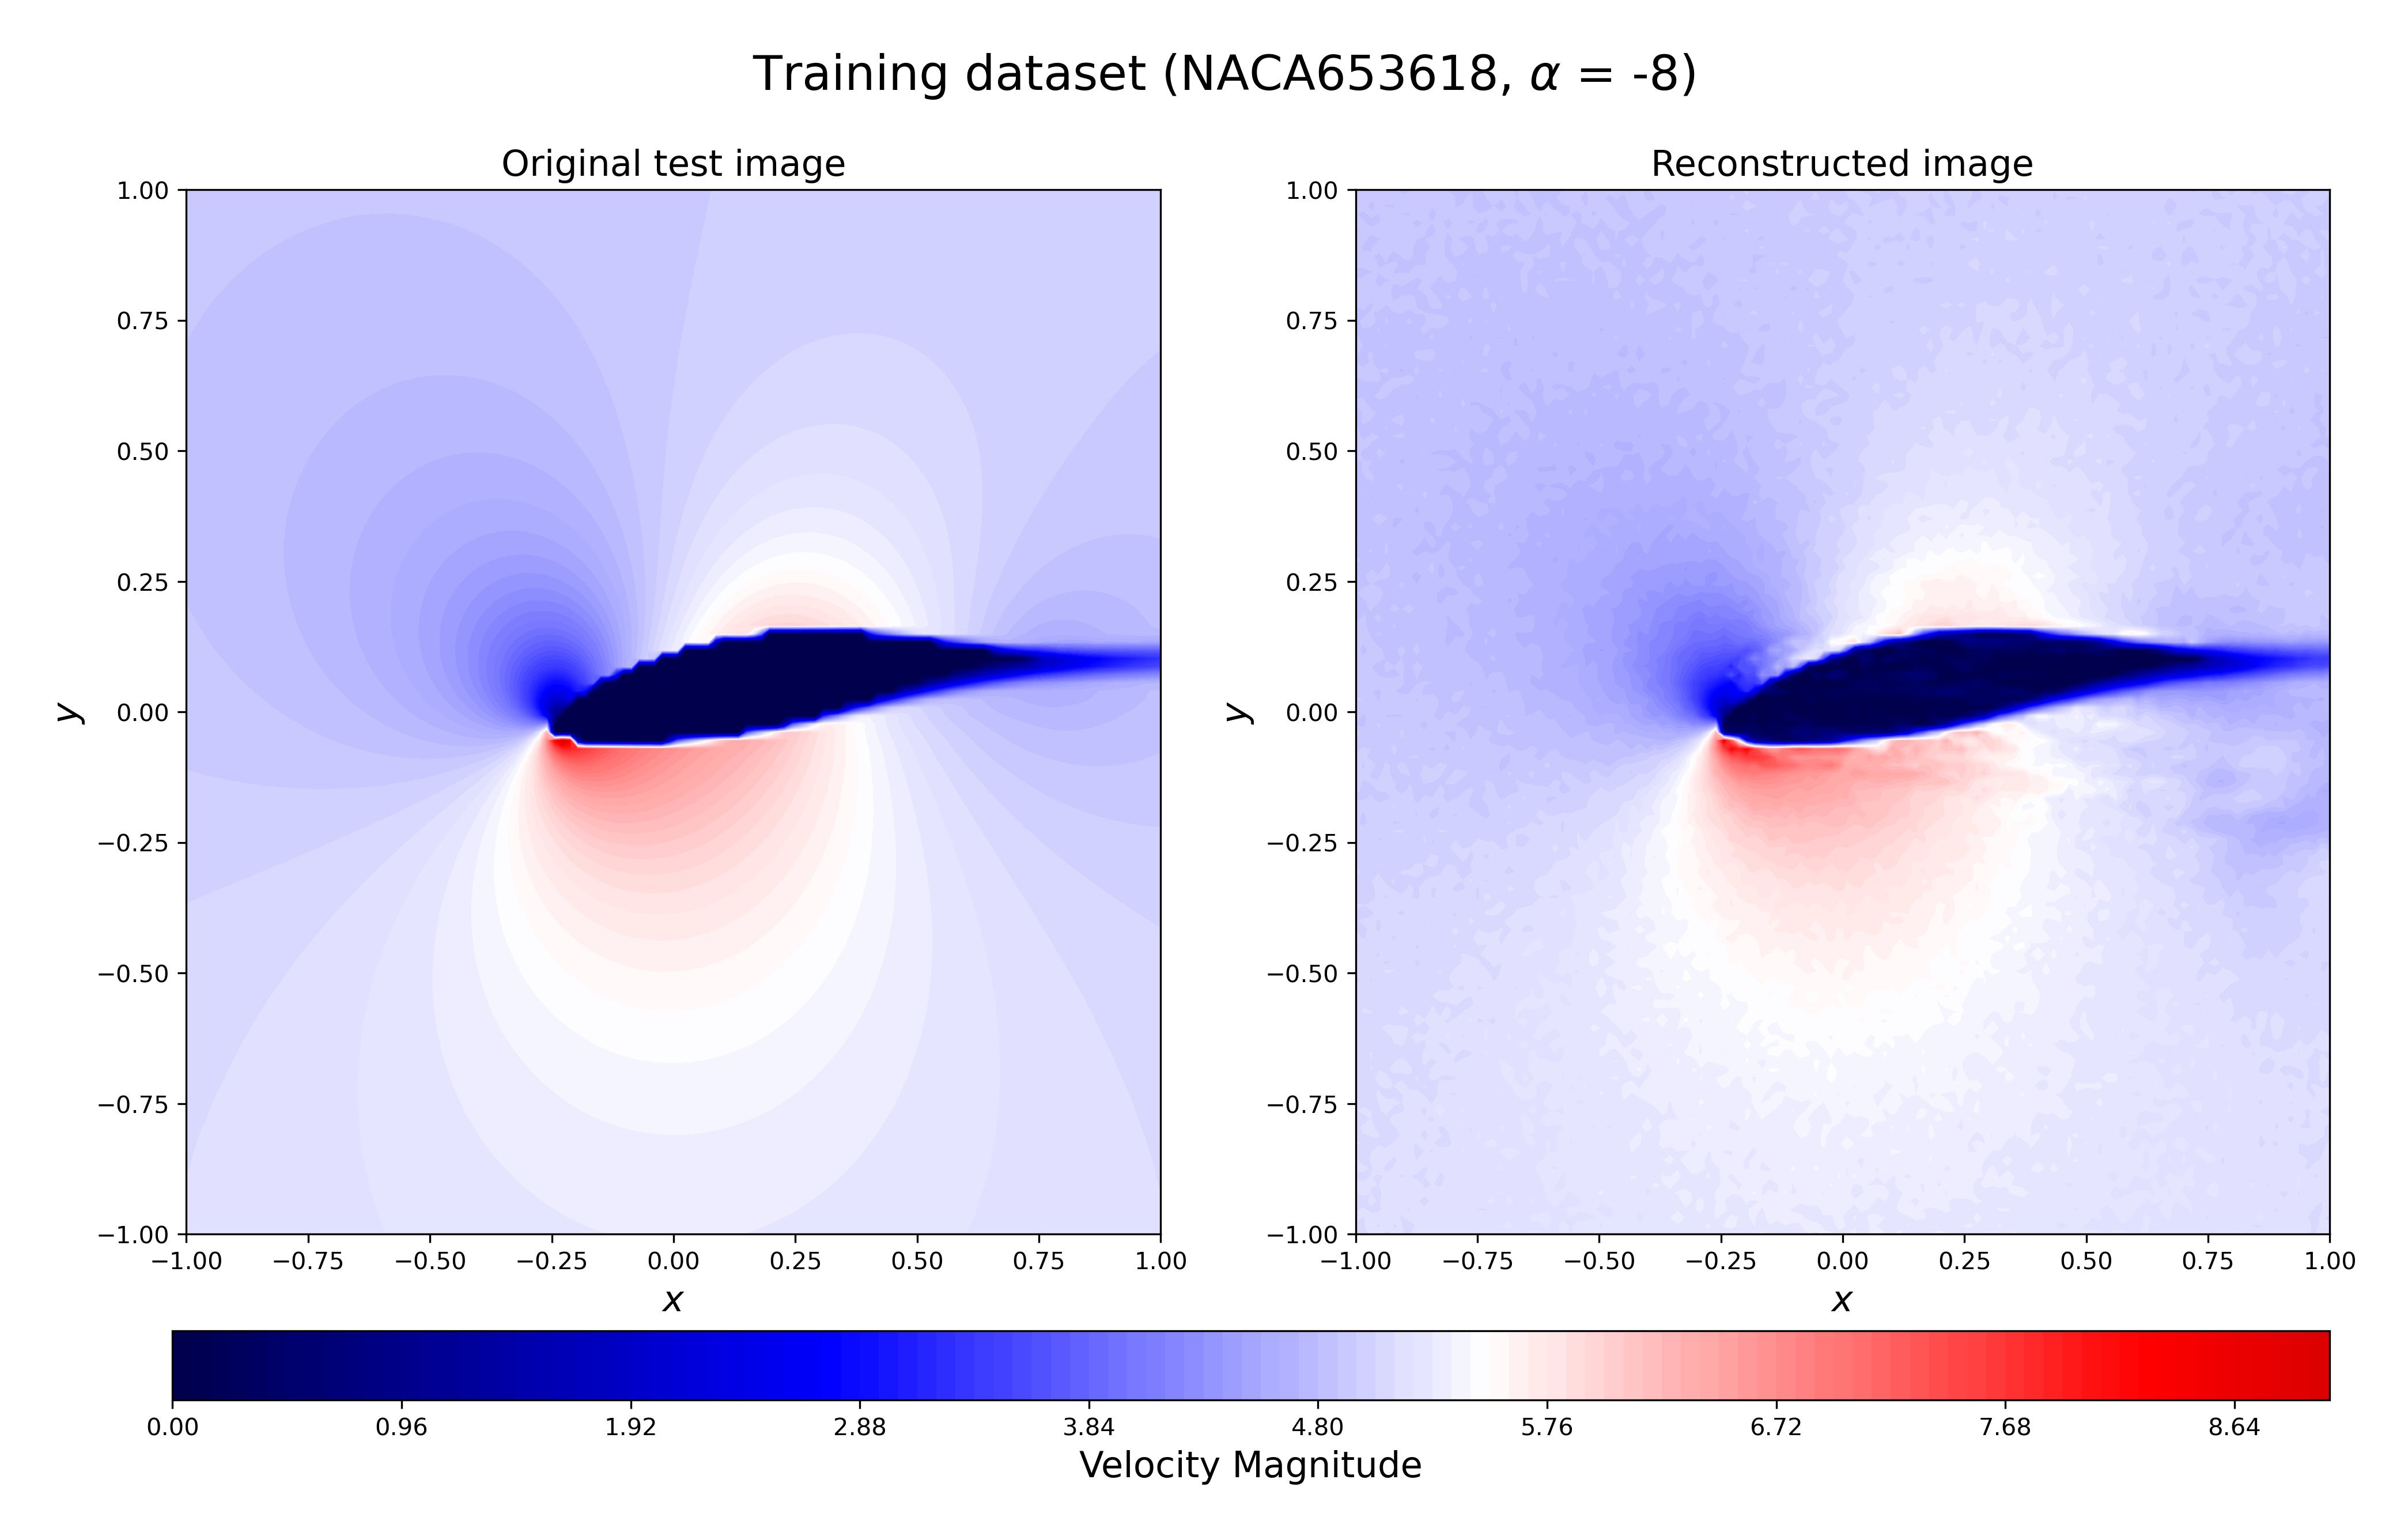 Training dataset (NACA653618, α = -8)
Original test image
Reconstructed image
1.00
0.75
0.50
0.25
0.00
−0.25
−0.50
−0.75
−1.00
y
−1.00 −0.75 −0.50 −0.25 0.00 0.25 0.50 0.75 1.00
x
1.00
0.75
0.50
0.25
0.00
−0.25
−0.50
−0.75
−1.00
y
−1.00 −0.75 −0.50 −0.25 0.00 0.25 0.50 0.75 1.00
x
0.00 0.96 1.92 2.88 3.84 4.80 5.76 6.72 7.68 8.64
Velocity Magnitude